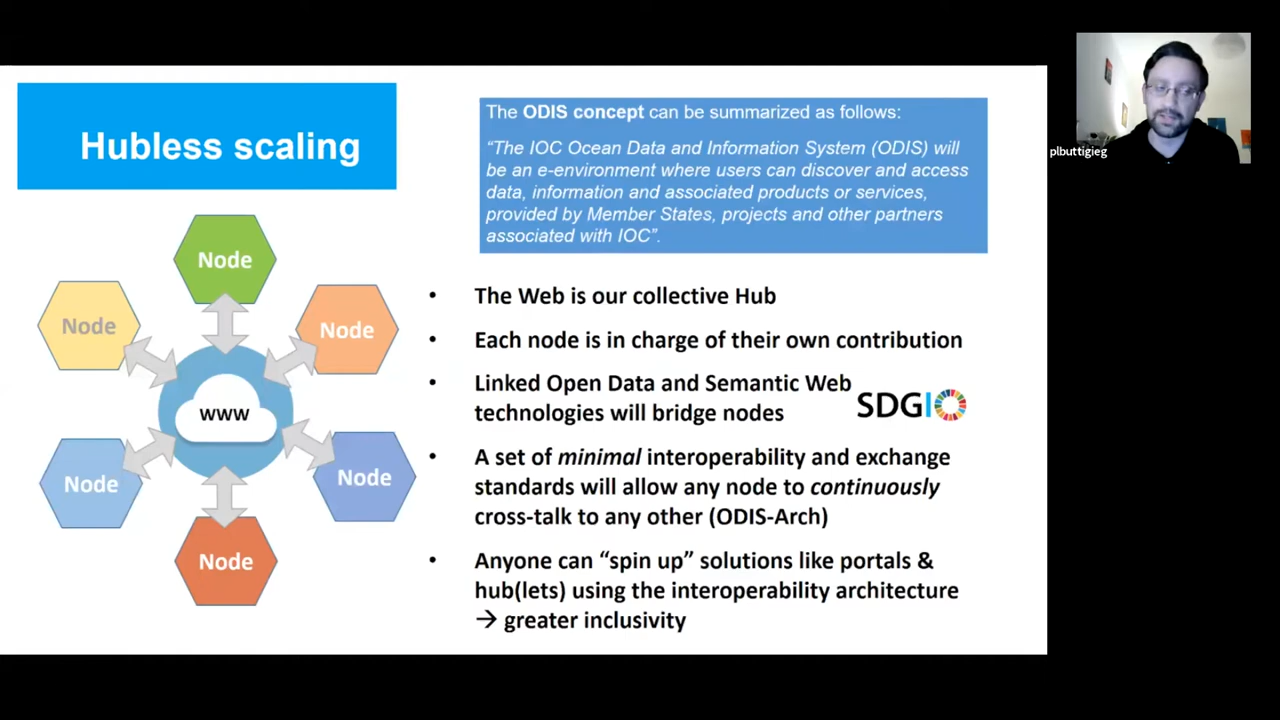 Hubless scaling
The ODIS concept can be summarized as follows:
“The IOC Ocean Data and Information System (ODIS) will
be an e-environment where users can discover and access
data, information and associated products or services,
provided by Member States, projects and other partners
associated with IOC”.
plbuttigieg
Node
Node
Node
www
Node
Node
Node
• The Web is our collective Hub
• Each node is in charge of their own contribution
• Linked Open Data and Semantic Web
technologies will bridge nodes
SDGIO
• A set of minimal interoperability and exchange
standards will allow any node to continuously
cross-talk to any other (ODIS-Arch)
• Anyone can “spin up” solutions like portals &
hub(lets) using the interoperability architecture
→ greater inclusivity